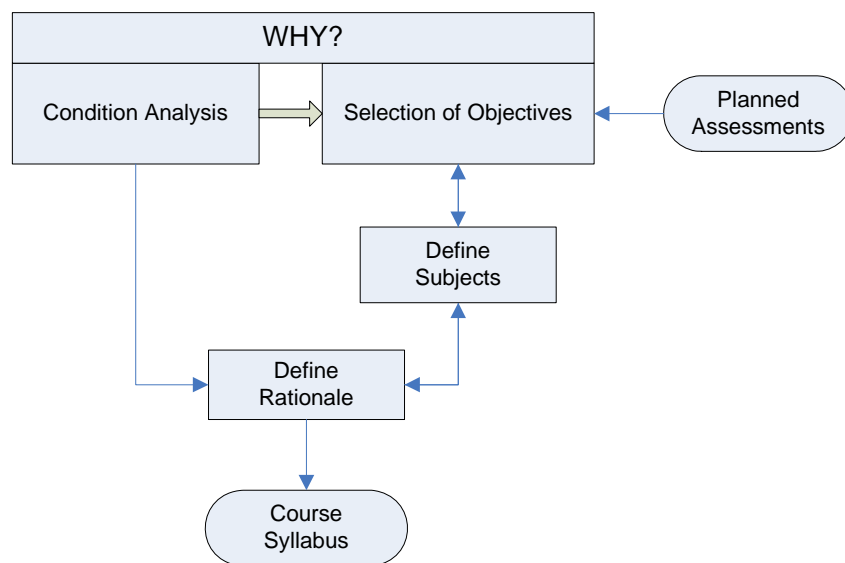 WHY?
Condition Analysis
Selection of Objectives
Planned
Assessments
Define
Subjects
Define
Rationale
Course
Syllabus